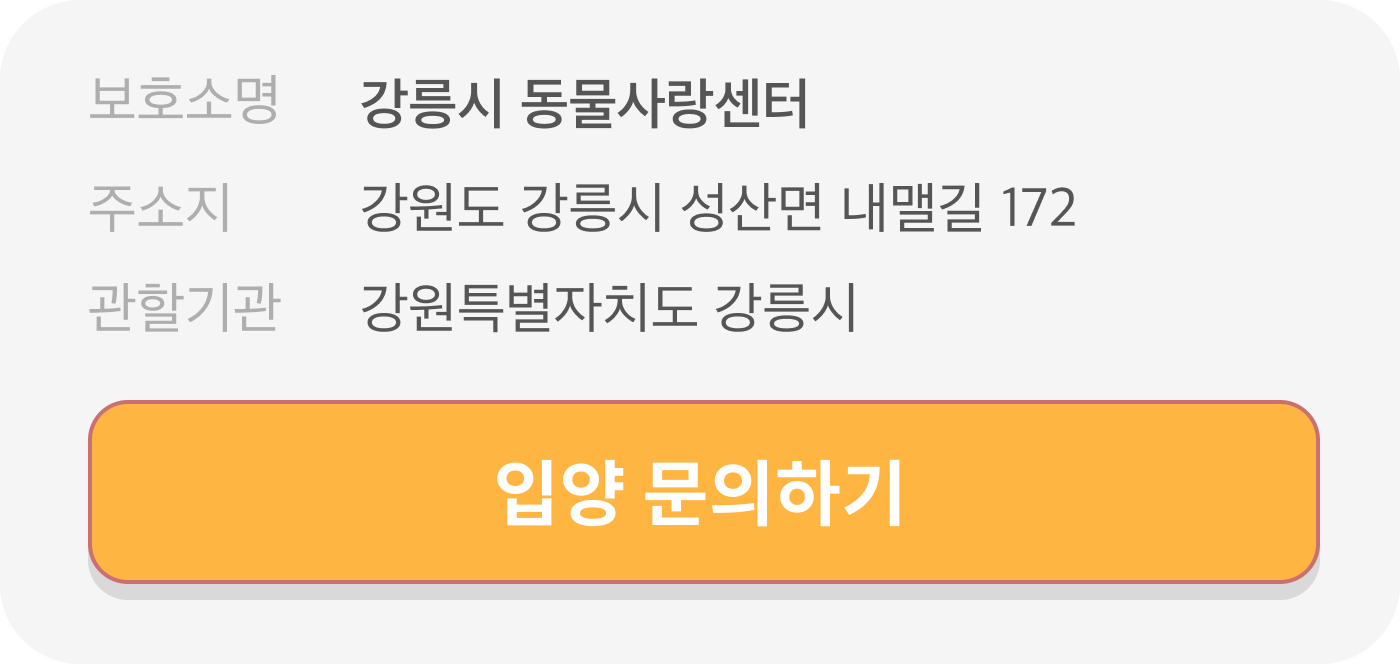 보호소명 강릉시 동물사랑센터
주소지 강원도 강릉시 성산면 내맬길 172
관할기관 강원특별자치도 강릉시
입양 문의하기